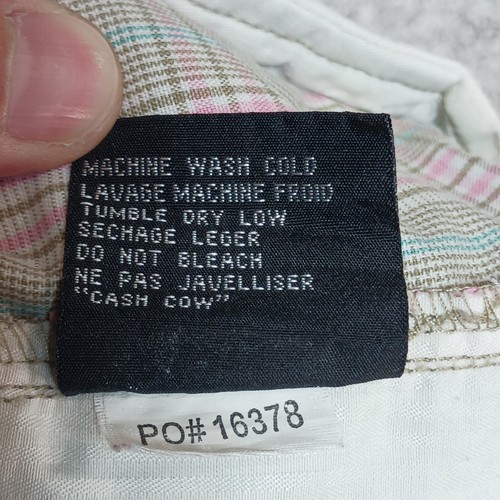 MACHINE WASH COLD
LAVAGE MACHINE FROID
TUMBLE DRY LOW
SECHAGE LEGER
DO NOT BLEACH
NE PAS JAVELLISER
"CASH COW"
PO# 16378